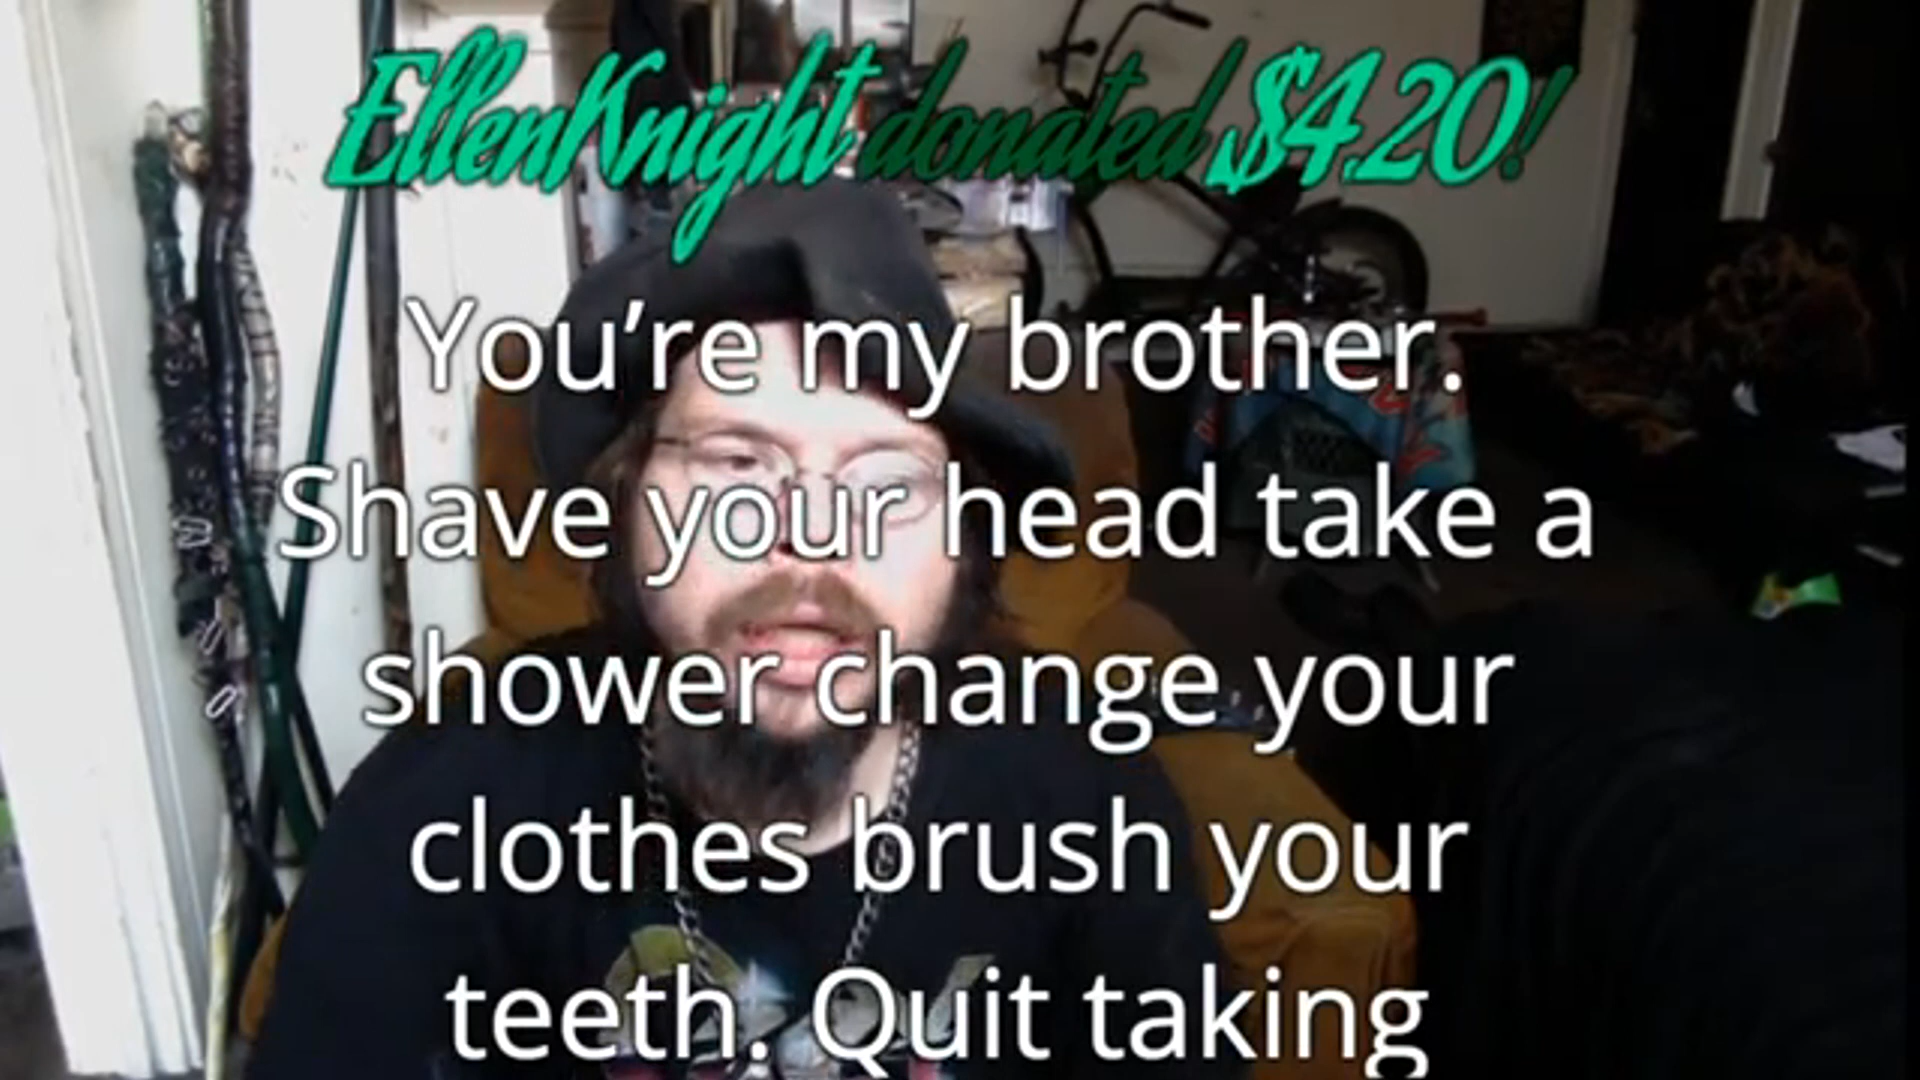 EllenKnight donated $4.20!
You’re my brother.
Shave your head take a
shower change your
clothes brush your
teeth. Quit taking